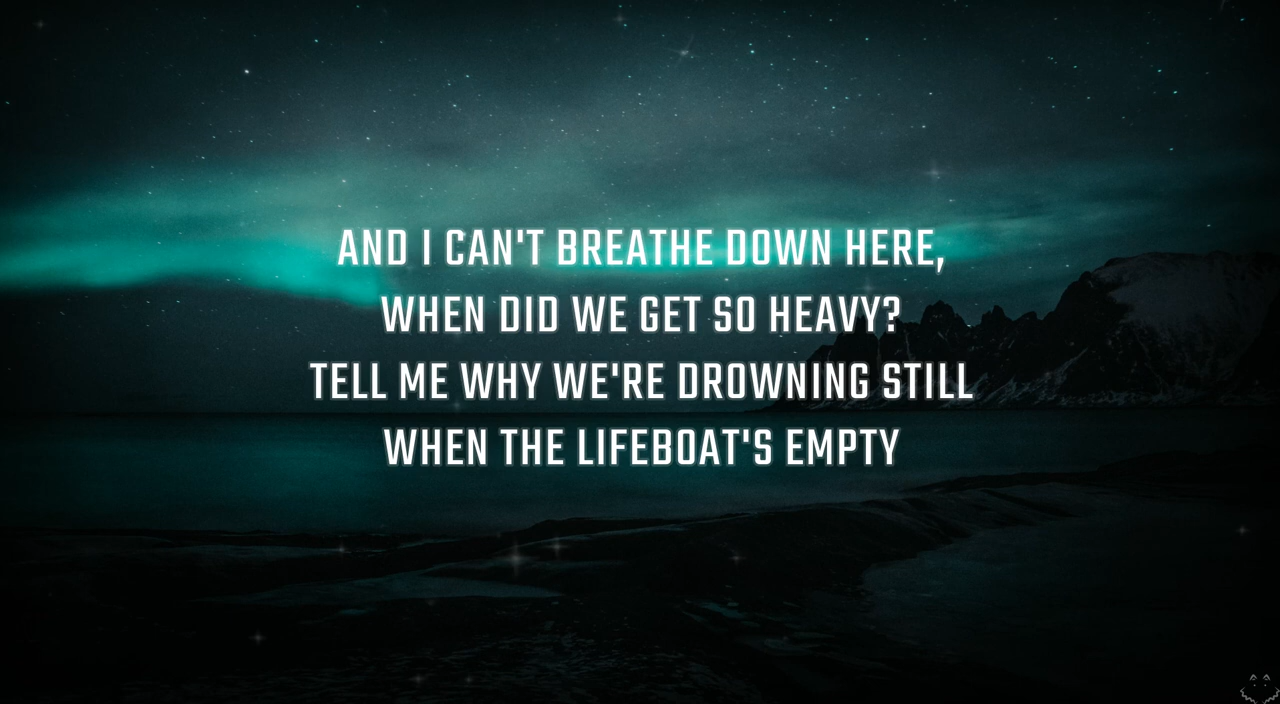 AND I CAN'T BREATHE DOWN HERE,
WHEN DID WE GET SO HEAVY?
TELL ME WHY WE'RE DROWNING STILL
WHEN THE LIFEBOAT'S EMPTY